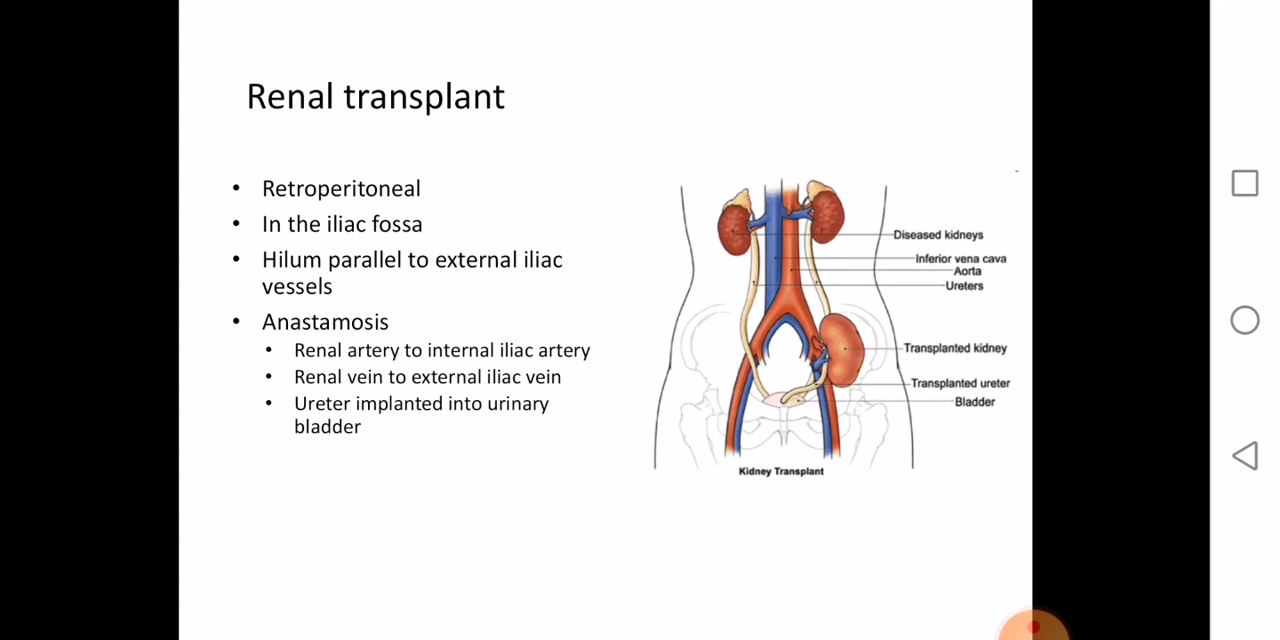 Renal transplant
• Retroperitoneal
• In the iliac fossa
• Hilum parallel to external iliac
vessels
• Anastamosis
• Renal artery to internal iliac artery
• Renal vein to external iliac vein
• Ureter implanted into urinary
bladder
Diseased kidneys
Inferior vena cava
Aorta
Ureters
Transplanted kidney
Transplanted ureter
Bladder
Kidney Transplant